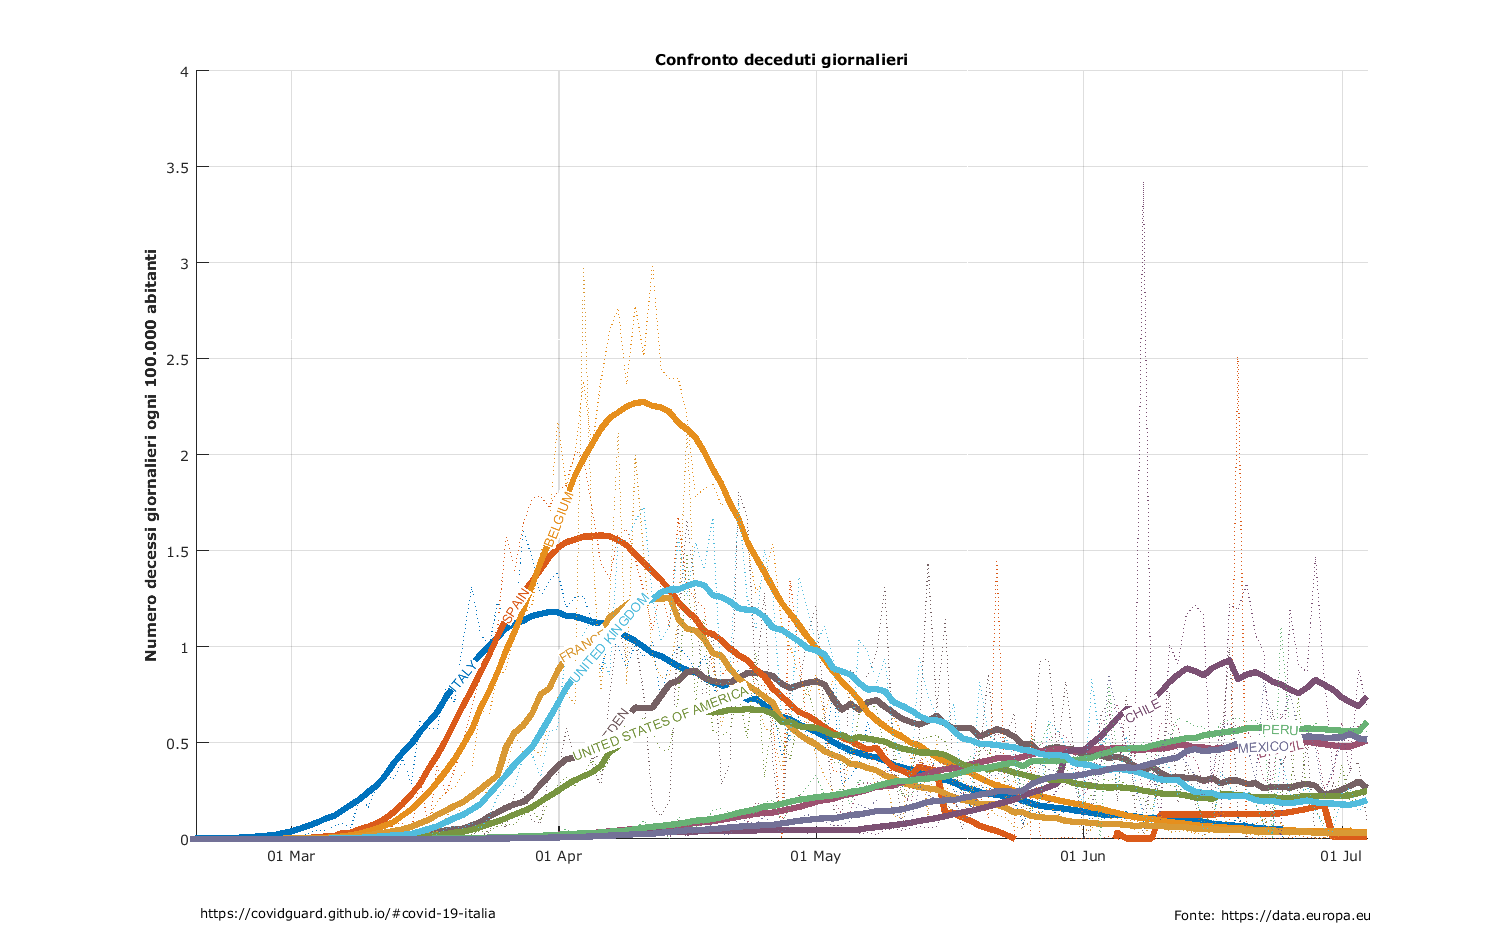 Confronto deceduti giornalieri
Numero decessi giornalieri ogni 100.000 abitanti
4
3.5
3
2.5
2
1.5
1
0.5
0
01 Mar
01 Apr
01 May
01 Jun
01 Jul
ITALY
SPAIN
BELGIUM
FRANC
UNITED KINGDOM
DEN
UNITED STATES OF AMERICA
CHILE
PERU
MEXICO
https://covidguard.github.io/#covid-19-italia
Fonte: https://data.europa.eu